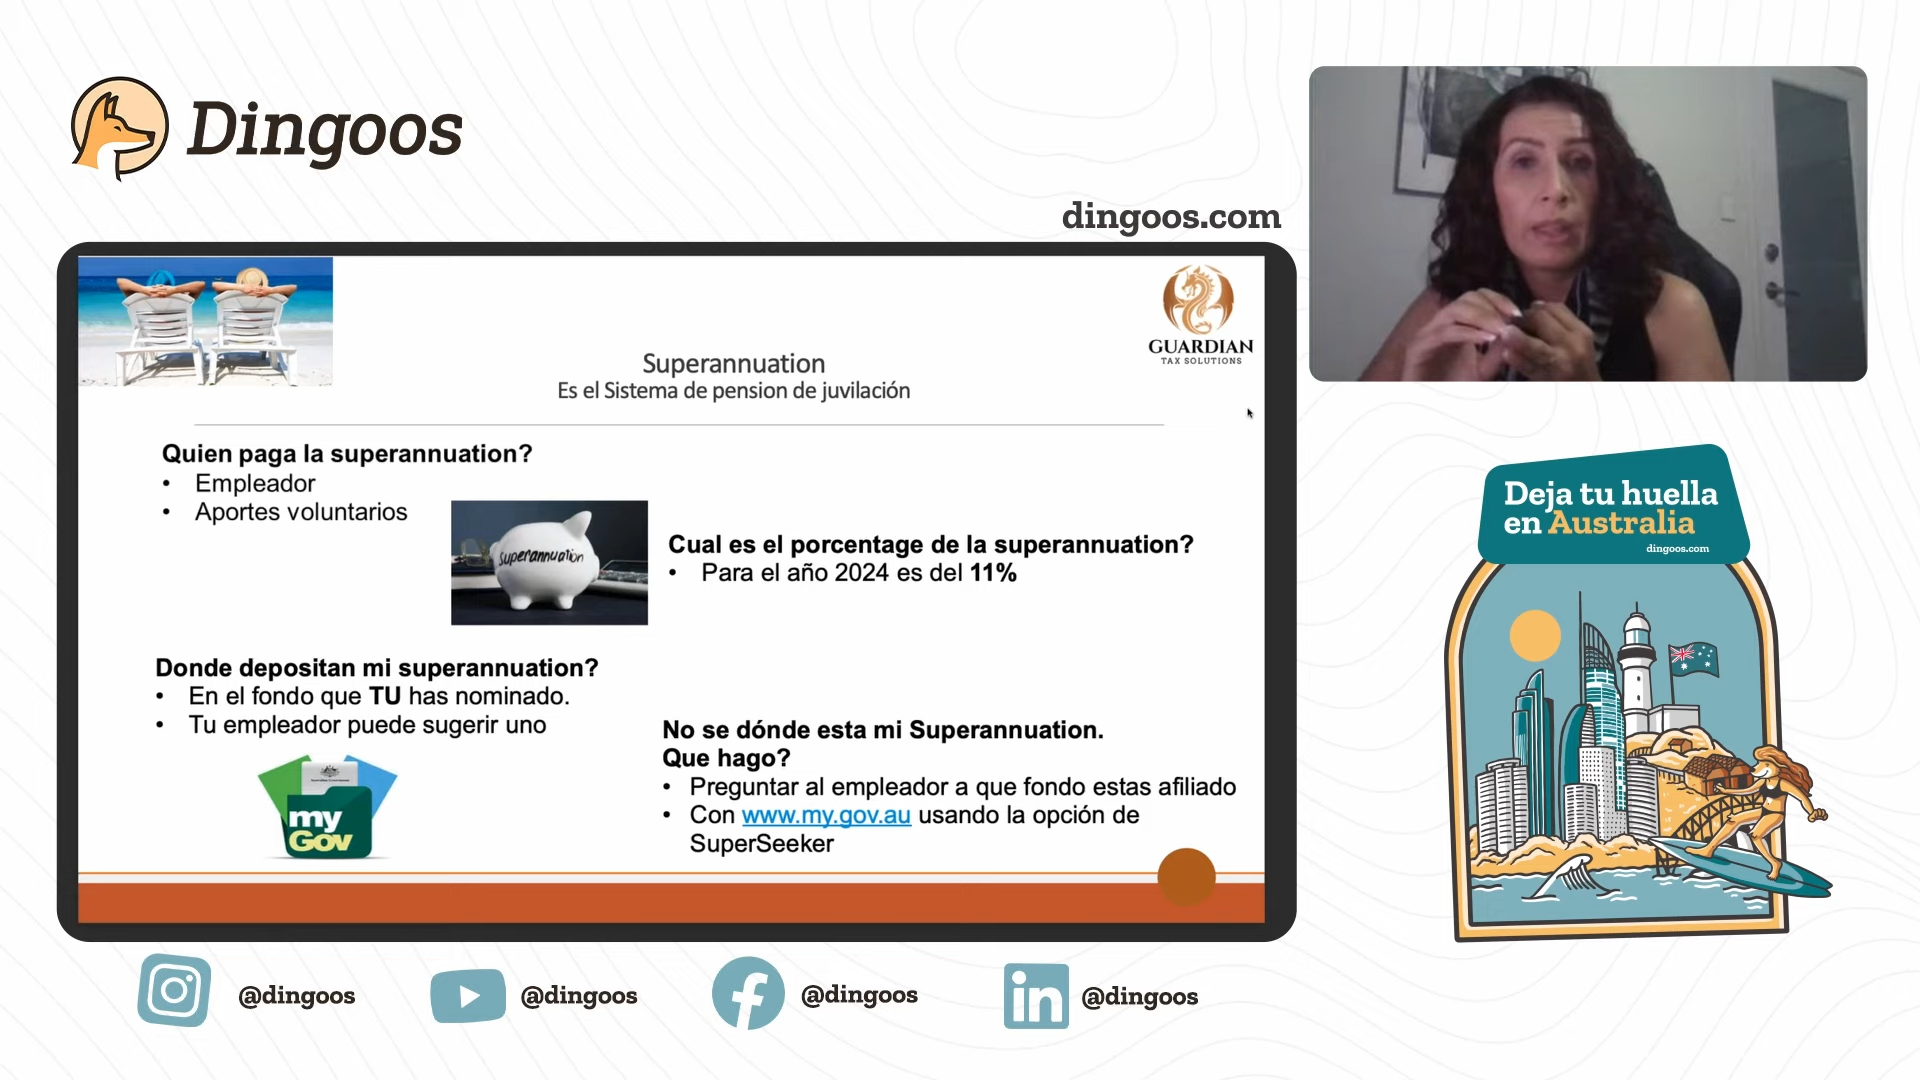 Dingoos
dingoos.com
GUARDIAN
TAX SOLUTIONS
Superannuation
Es el Sistema de pension de juvilación
Quien paga la superannuation?
• Empleador
• Aportes voluntarios
superannuation
Cual es el porcentage de la superannuation?
• Para el año 2024 es del 11%
Donde depositan mi superannuation?
• En el fondo que TU has nominado.
• Tu empleador puede sugerir uno
my
Gov
No se dónde esta mi Superannuation.
Que hago?
• Preguntar al empleador a que fondo estas afiliado
• Con www.my.gov.au usando la opción de
SuperSeeker
Deja tu huella
en Australia
dingoos.com
@dingoos
@dingoos
@dingoos
@dingoos